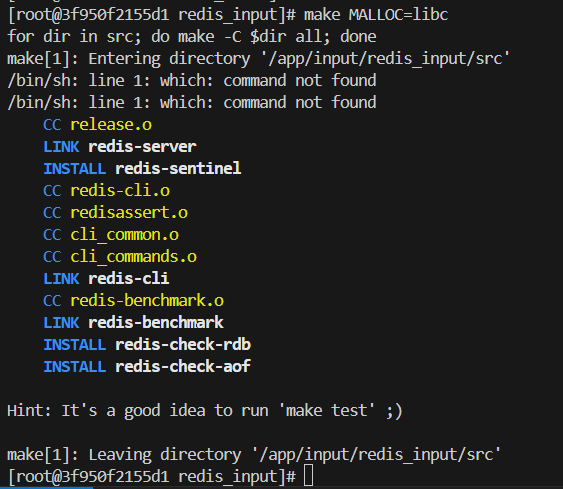 [root@3f950f2155d1 redis_input]# make MALLOC=libc
for dir in src; do make -C $dir all; done
make[1]: Entering directory '/app/input/redis_input/src'
/bin/sh: line 1: which: command not found
/bin/sh: line 1: which: command not found
    CC release.o
    LINK redis-server
    INSTALL redis-sentinel
    CC redis-cli.o
    CC redisassert.o
    CC cli_common.o
    CC cli_commands.o
    LINK redis-cli
    CC redis-benchmark.o
    LINK redis-benchmark
    INSTALL redis-check-rdb
    INSTALL redis-check-aof

Hint: It's a good idea to run 'make test' ;)

make[1]: Leaving directory '/app/input/redis_input/src'
[root@3f950f2155d1 redis_input]#